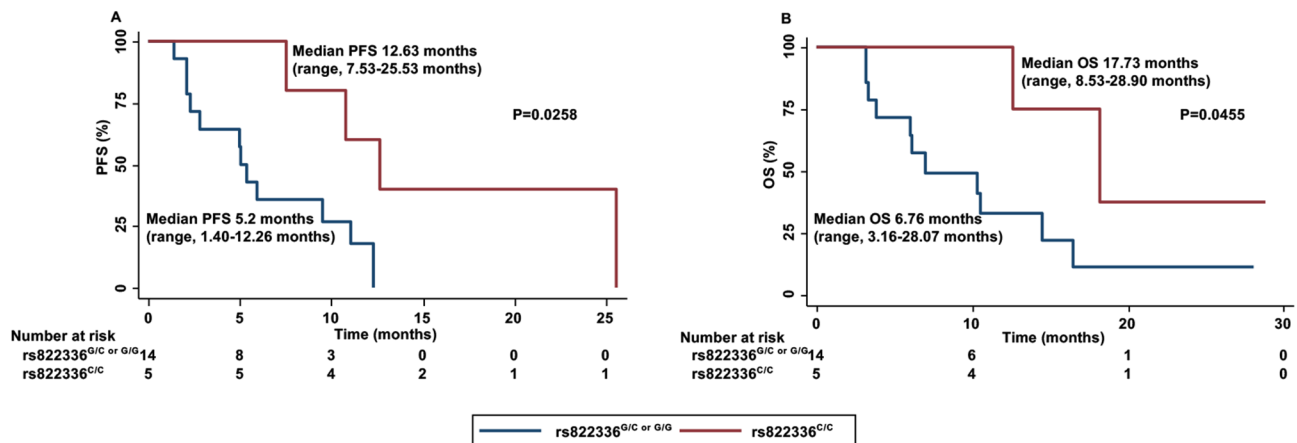 A
Median PFS 12.63 months
(range, 7.53-25.53 months)
P=0.0258
PFS (%)
100
75
50
25
0
Median PFS 5.2 months
(range, 1.40-12.26 months)
0 5 10 15 20 25
Time (months)
Number at risk
rs822336G/C or G/G 14 8 3 0 0 0
rs822336C/C 5 5 4 2 1 1
B
Median OS 17.73 months
(range, 8.53-28.90 months)
P=0.0455
OS (%)
100
75
50
25
0
Median OS 6.76 months
(range, 3.16-28.07 months)
0 10 20 30
Time (months)
Number at risk
rs822336G/C or G/G 14 6 1 0
rs822336C/C 5 4 1 0
rs822336G/C or G/G rs822336C/C